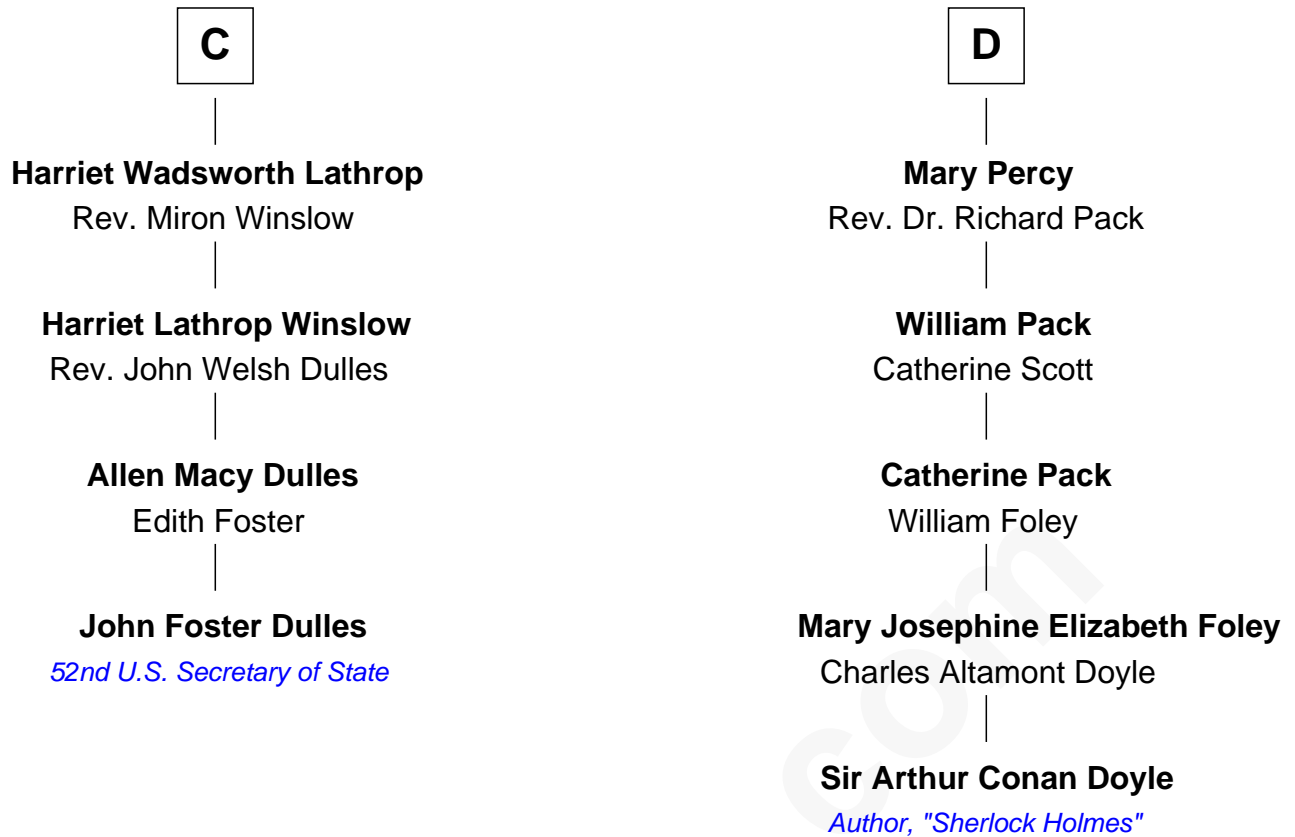 C
Harriet Wadsworth Lathrop
Rev. Miron Winslow
Harriet Lathrop Winslow
Rev. John Welsh Dulles
Allen Macy Dulles
Edith Foster
John Foster Dulles
52nd U.S. Secretary of State
D
Mary Percy
Rev. Dr. Richard Pack
William Pack
Catherine Scott
Catherine Pack
William Foley
Mary Josephine Elizabeth Foley
Charles Altamont Doyle
Sir Arthur Conan Doyle
Author, "Sherlock Holmes"
com